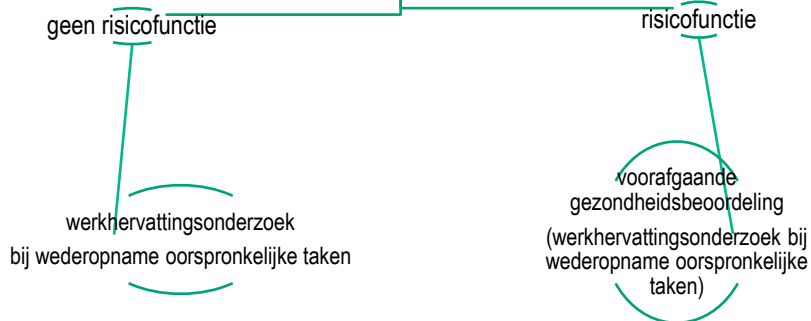 geen risicofunctie
risicofunctie
werkhervattingsonderzoek
bij wederopname oorspronkelijke taken
voorafgaande
gezondheidsbeoordeling
(werkhervattingsonderzoek bij
wederopname oorspronkelijke
taken)